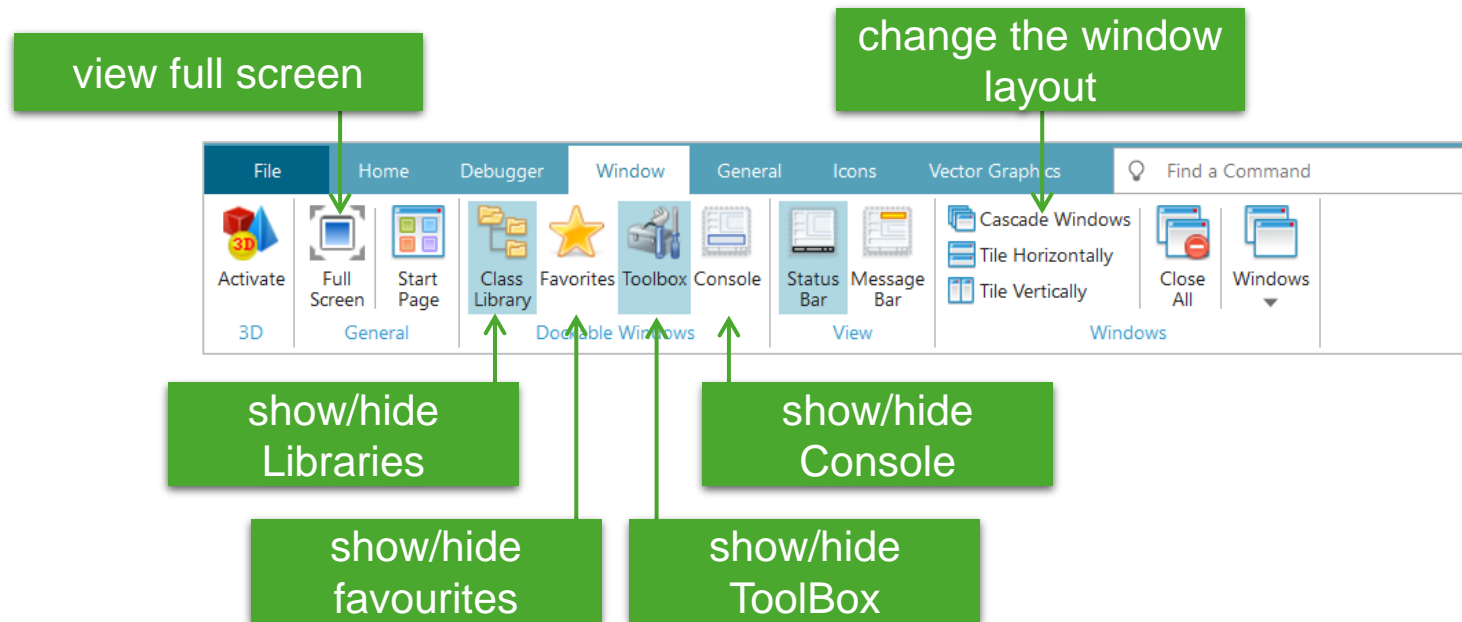 change the window
layout
view full screen
File Home Debugger Window General Icons Vector Graphics Find a Command
3D
Activate
Full
Screen
Start
Page
Class
Library
Favorites
Toolbox
Console
Status
Bar
Message
Bar
Cascade Windows
Tile Horizontally
Tile Vertically
Close
All
Windows
3D General Dockable Windows View Windows
show/hide
Libraries
show/hide
Console
show/hide
favourites
show/hide
ToolBox